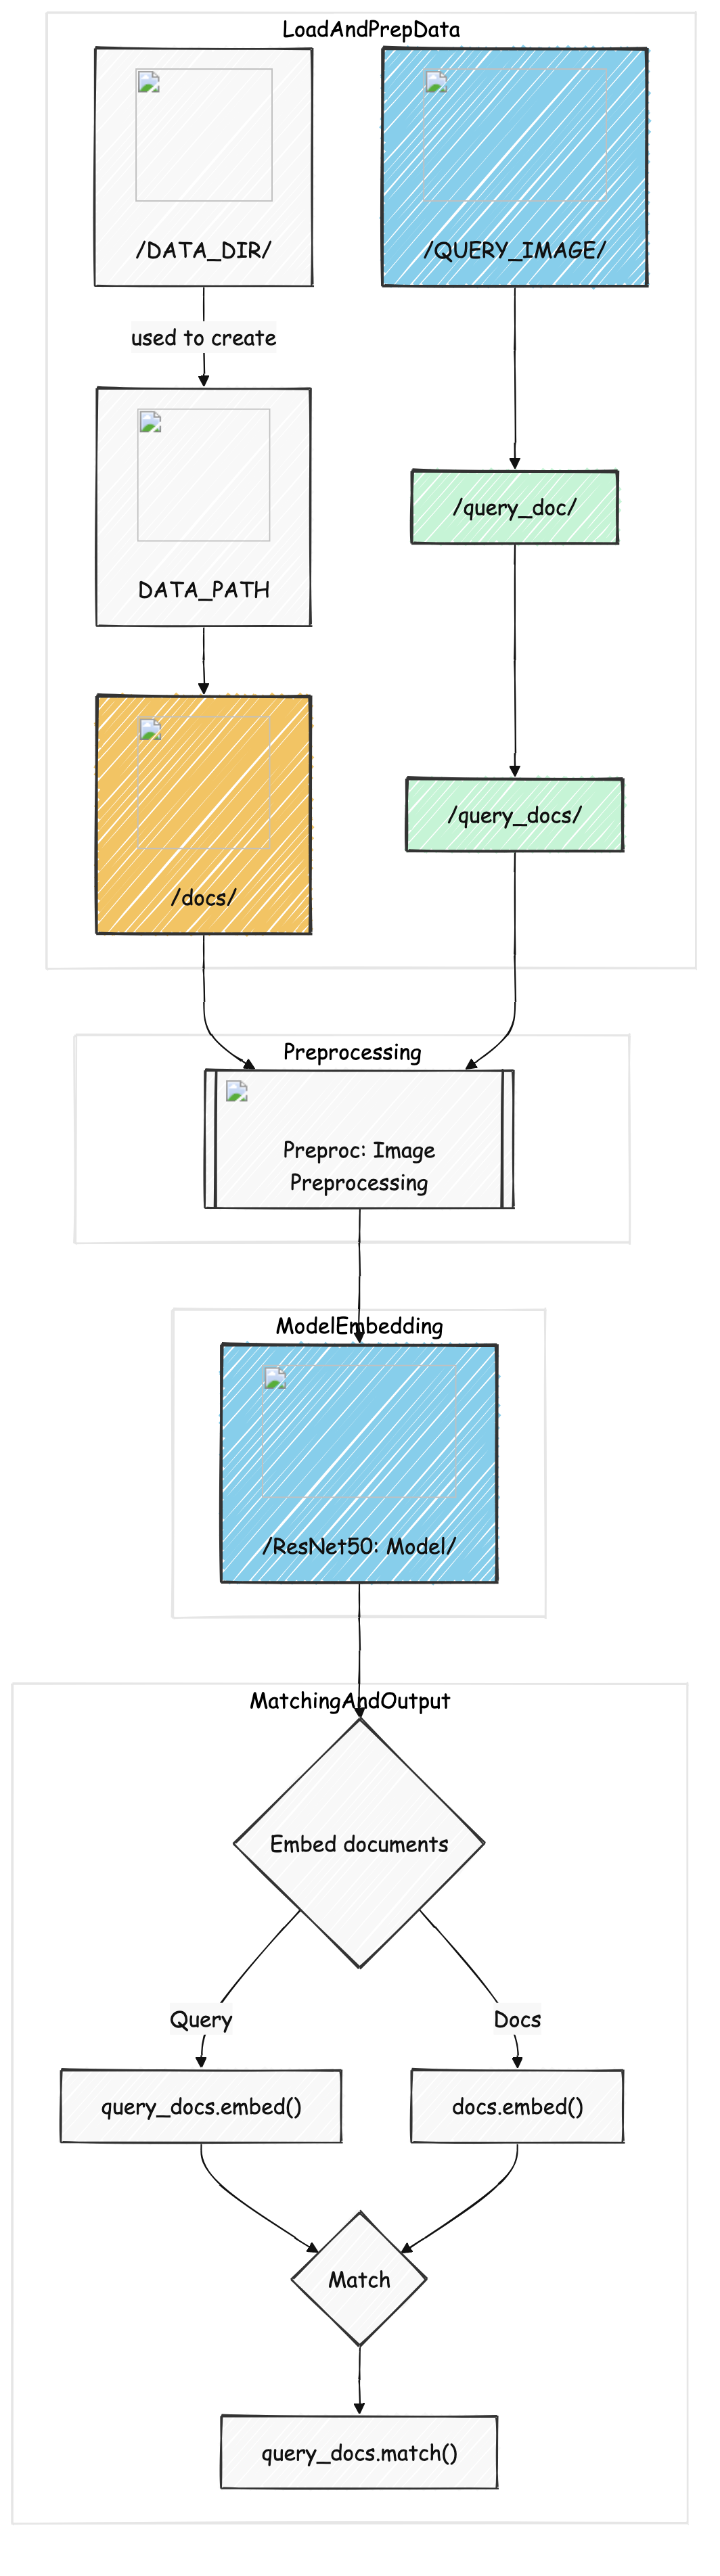 LoadAndPrepData
/DATA_DIR/
/QUERY_IMAGE/
used to create
/query_doc/
DATA_PATH
/query_docs/
/docs/
Preprocessing
Preproc: Image
Preprocessing
ModelEmbedding
/ResNet50: Model/
MatchingAndOutput
Embed documents
Query
Docs
query_docs.embed()
docs.embed()
Match
query_docs.match()